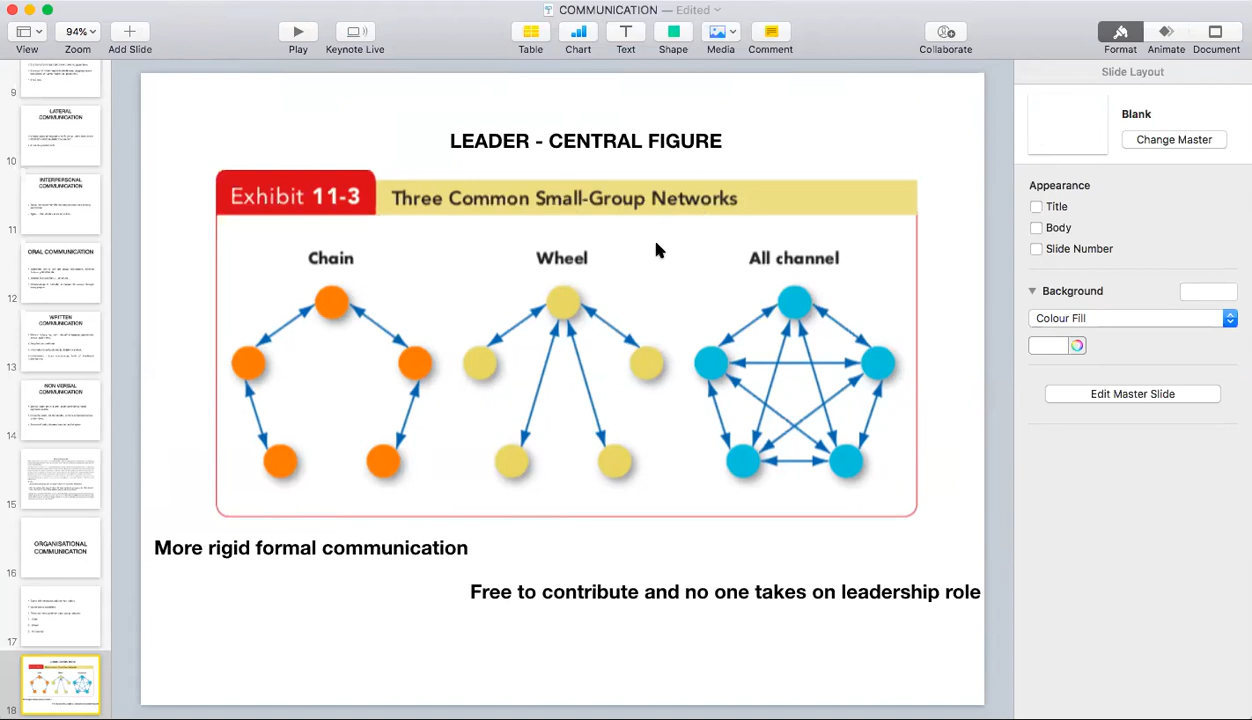 COMMUNICATION — Edited
View
94%
Zoom
Add Slide
Play
Keynote Live
Table
Chart
Text
Shape
Media
Comment
Collaborate
Format
Animate
Document
9
LATERAL
COMMUNICATION
10
INTERPERSONAL
COMMUNICATION
11
ORAL COMMUNICATION
12
WRITTEN
COMMUNICATION
13
NON VERBAL
COMMUNICATION
14
15
ORGANISATIONAL
COMMUNICATION
16
17
18
LEADER - CENTRAL FIGURE
Exhibit 11-3
Three Common Small-Group Networks
Chain
Wheel
All channel
More rigid formal communication
Free to contribute and no one takes on leadership role
Slide Layout
Blank
Change Master
Appearance
Title
Body
Slide Number
Background
Colour Fill
Edit Master Slide